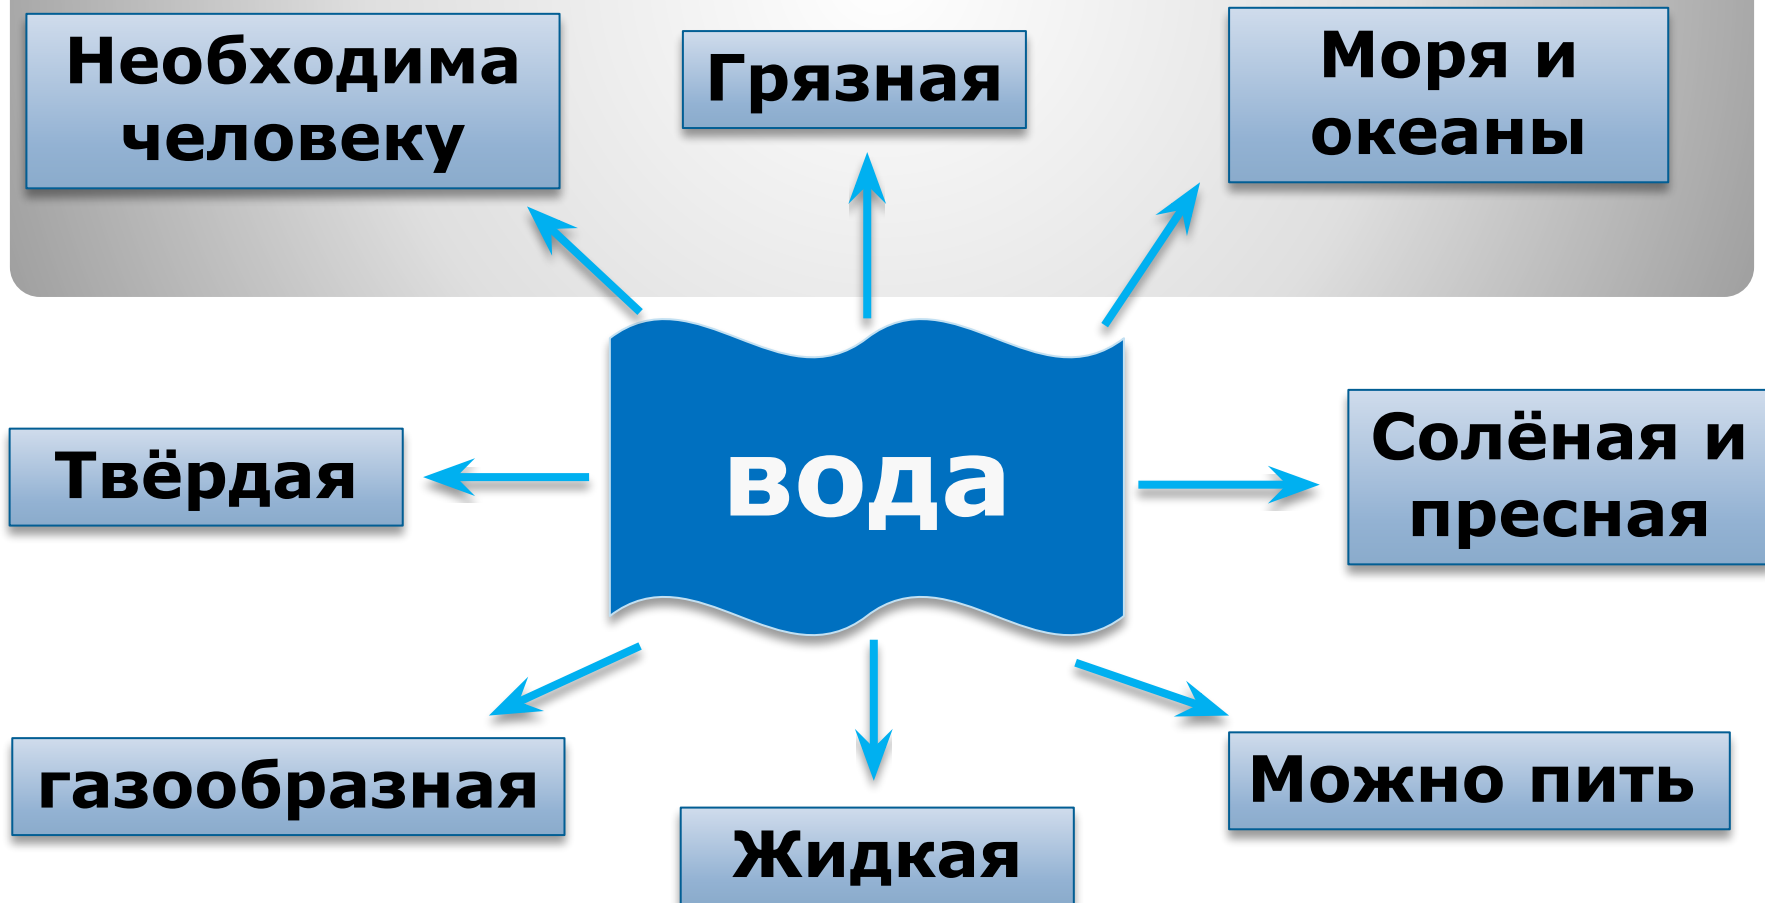 Необходима
человеку
Грязная
Моря и
океаны
Твёрдая
вода
Солёная и
пресная
газообразная
Жидкая
Можно пить